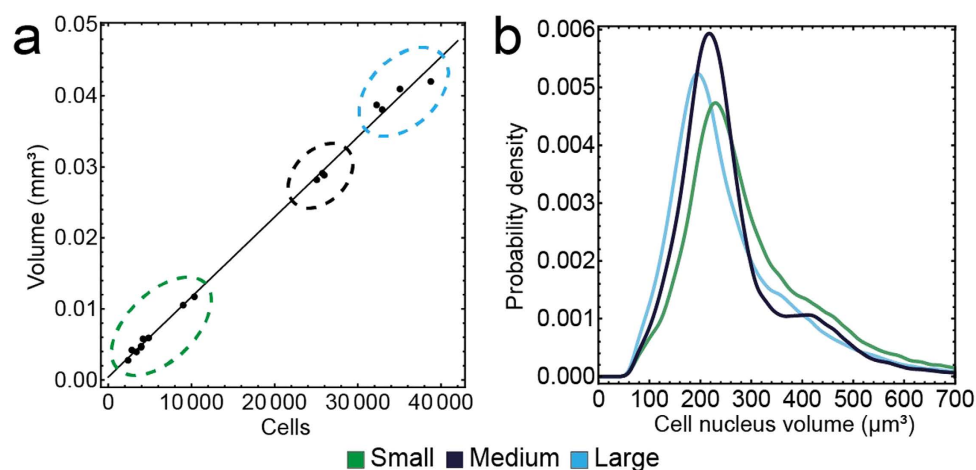 a
Volume (mm³)
0.05
0.04
0.03
0.02
0.01
0.00
0 10 000 20 000 30 000 40 000
Cells
b
Probability density
0.006
0.005
0.004
0.003
0.002
0.001
0.000
0 100 200 300 400 500 600 700
Cell nucleus volume (µm³)
Small Medium Large